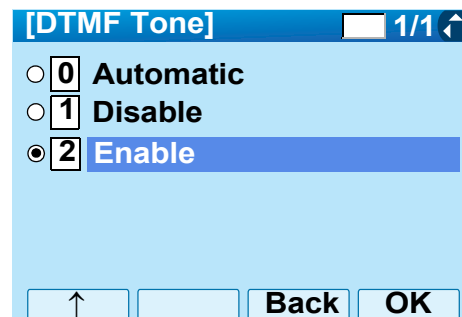 [DTMF Tone] 1/1
0 Automatic
1 Disable
2 Enable
↑ Back OK